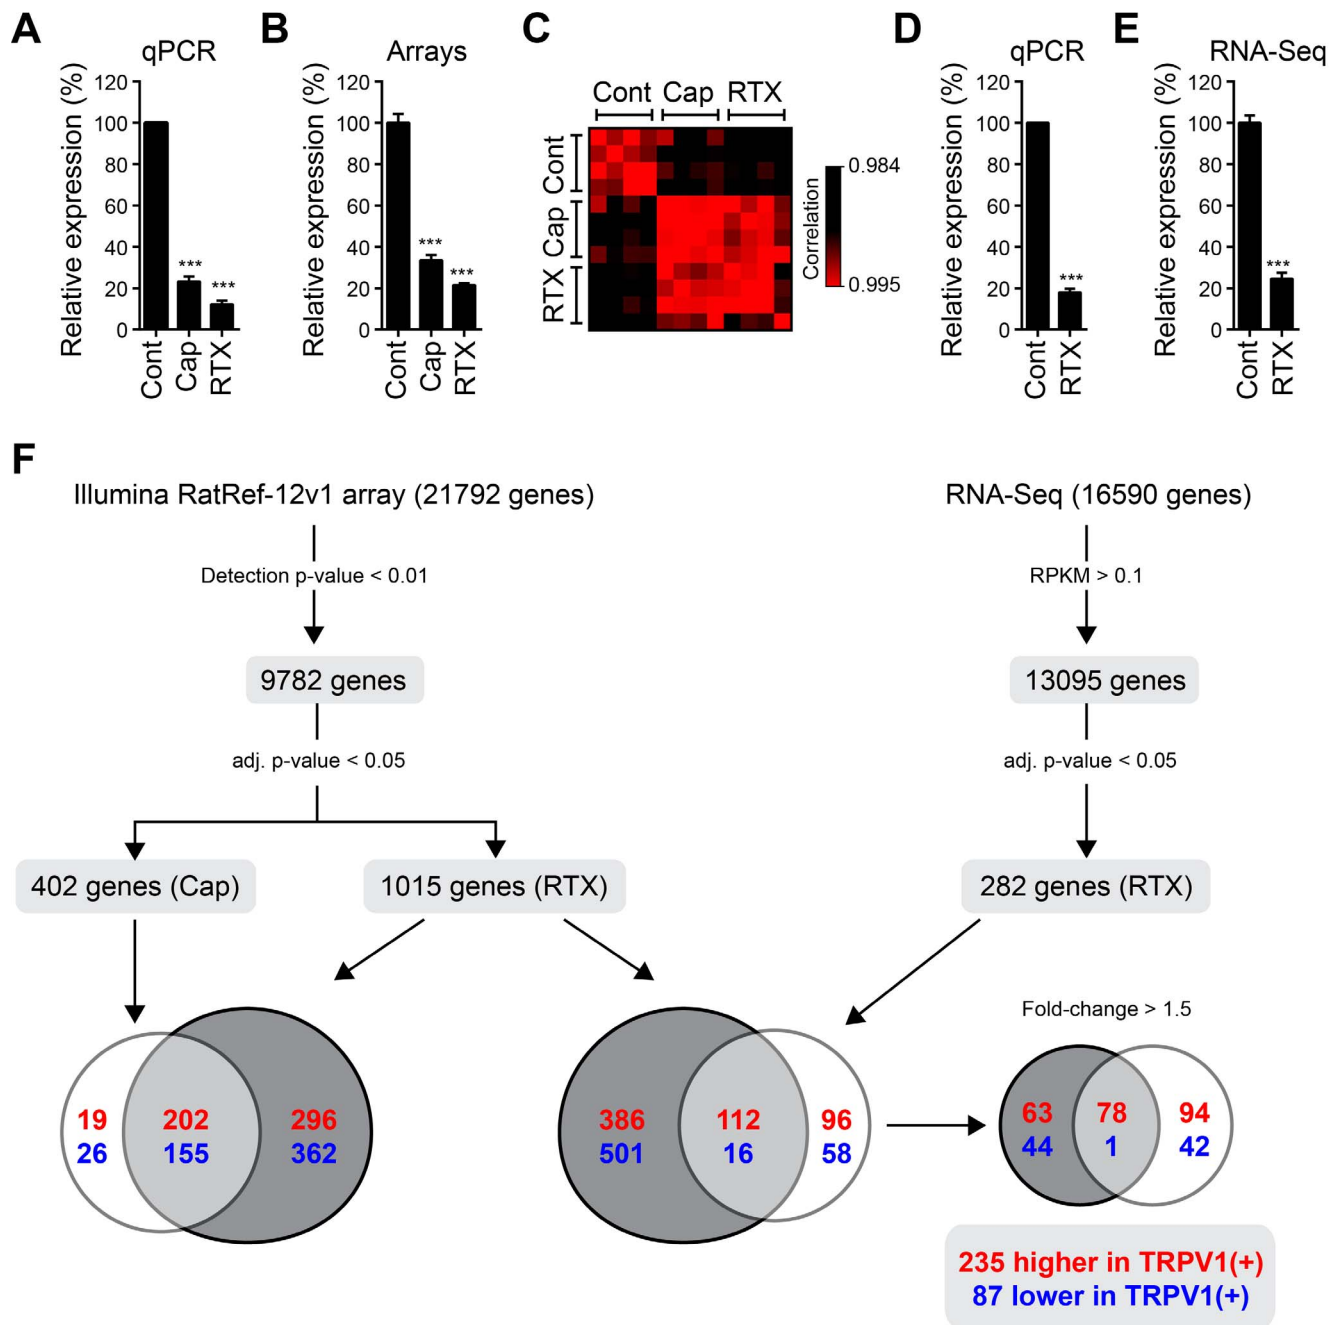 A
qPCR
Relative expression (%)
120
100
80
60
40
20
0
***
***
Cont
Cap
RTX
B
Arrays
Relative expression (%)
120
100
80
60
40
20
0
***
***
Cont
Cap
RTX
C
Cont Cap RTX
Cont
Cap
RTX
Correlation
0.984
0.995
D
qPCR
Relative expression (%)
120
100
80
60
40
20
0
***
Cont
RTX
E
RNA-Seq
Relative expression (%)
120
100
80
60
40
20
0
***
Cont
RTX
F
Illumina RatRef-12v1 array (21792 genes)
RNA-Seq (16590 genes)
Detection p-value < 0.01
RPKM > 0.1
9782 genes
13095 genes
adj. p-value < 0.05
adj. p-value < 0.05
402 genes (Cap)
1015 genes (RTX)
282 genes (RTX)
Fold-change > 1.5
19 202 296
26 155 362
386 112 96
501 16 58
63 78 94
44 1 42
235 higher in TRPV1(+)
87 lower in TRPV1(+)